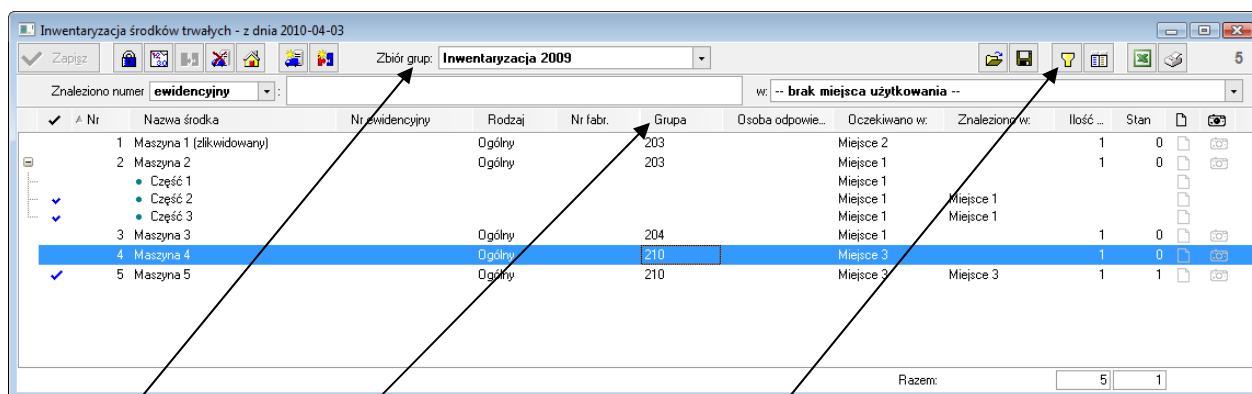 Inwentaryzacja środków trwałych - z dnia 2010-04-03
Zapisz Zbiór grup: Inwentaryzacja 2009 5
Znaleziono numer ewidencyjny : w: -- brak miejsca użytkowania --
Nr Nazwa środka Nr ewidencyjny Rodzaj Nr fabr. Grupa Osoba odpowie... Oczekiwano w: Znaleziono w: Ilość ... Stan
1 Maszyna 1 (zlikwidowany) Ogólny 203 Miejsce 2 1 0
2 Maszyna 2 Ogólny 203 Miejsce 1 1 0
Część 1 Miejsce 1
Część 2 Miejsce 1 Miejsce 1
Część 3 Miejsce 1 Miejsce 1
3 Maszyna 3 Ogólny 204 Miejsce 1 1 0
4 Maszyna 4 Ogólny 210 Miejsce 3 1 0
5 Maszyna 5 Ogólny 210 Miejsce 3 Miejsce 3 1 1
Razem: 5 1